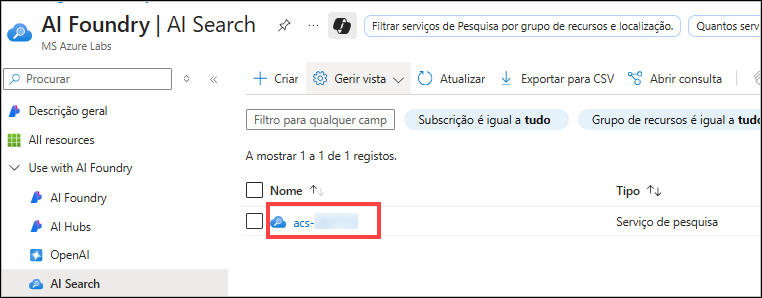 AI Foundry | AI Search
MS Azure Labs
Filtrar serviços de Pesquisa por grupo de recursos e localização.
Quantos serv
Procurar
Criar
Gerir vista
Atualizar
Exportar para CSV
Abrir consulta
Descrição geral
All resources
Use with AI Foundry
AI Foundry
AI Hubs
OpenAI
AI Search
Filtro para qualquer camp
Subscrição é igual a tudo
Grupo de recursos é igual a tudo
A mostrar 1 a 1 de 1 registos.
Nome
Tipo
acs-
Serviço de pesquisa